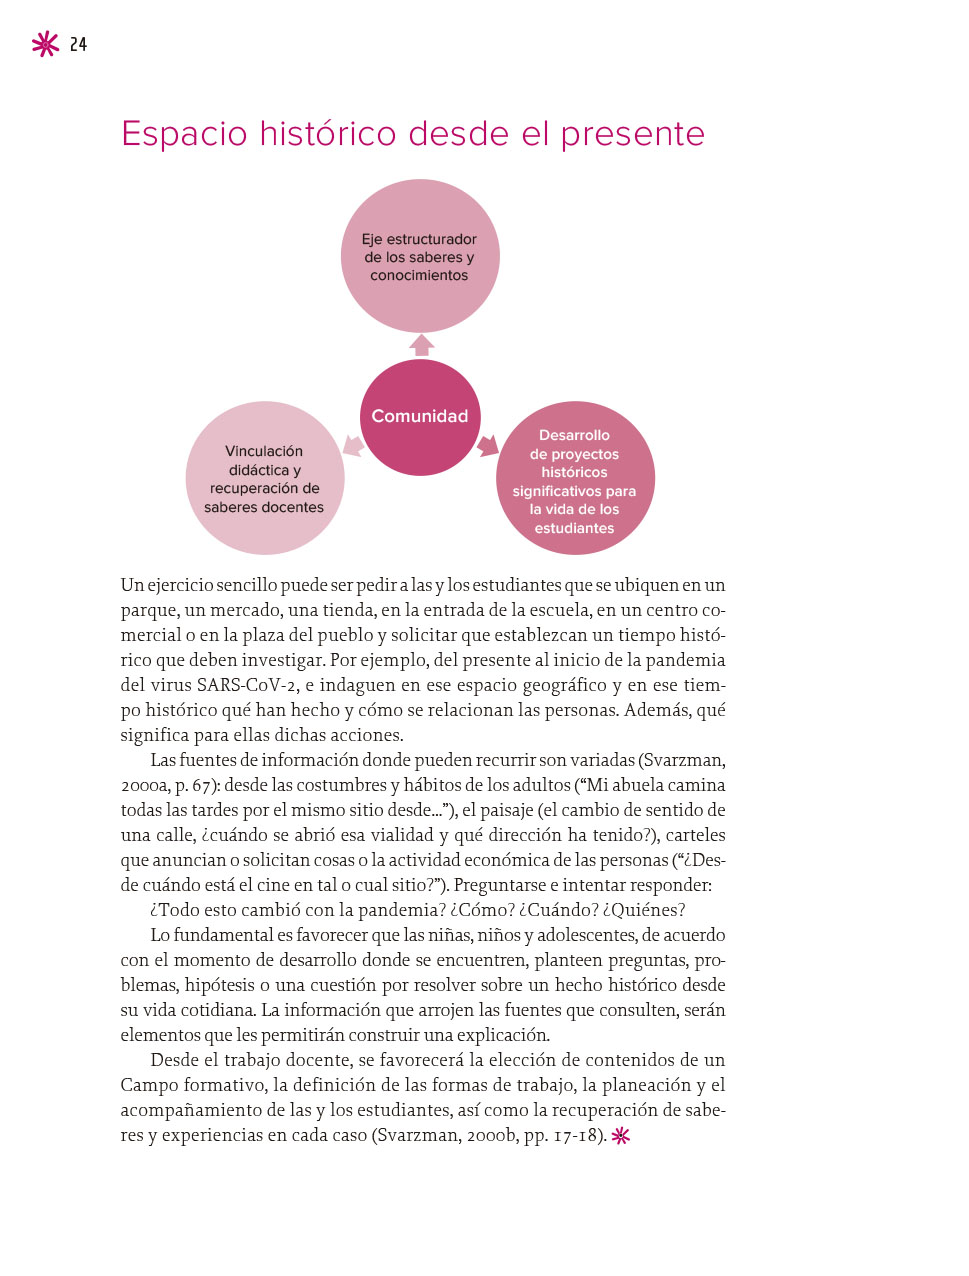 24
Espacio histórico desde el presente
Eje estructurador
de los saberes y
conocimientos
Comunidad
Vinculación
didáctica y
recuperación de
saberes docentes
Desarrollo
de proyectos
históricos
significativos para
la vida de los
estudiantes
Un ejercicio sencillo puede ser pedir a las y los estudiantes que se ubiquen en un
parque, un mercado, una tienda, en la entrada de la escuela, en un centro co-
mercial o en la plaza del pueblo y solicitar que establezcan un tiempo histó-
rico que deben investigar. Por ejemplo, del presente al inicio de la pandemia
del virus SARS-CoV-2, e indaguen en ese espacio geográfico y en ese tiem-
po histórico qué han hecho y cómo se relacionan las personas. Además, qué
significa para ellas dichas acciones.
Las fuentes de información donde pueden recurrir son variadas (Svarzman,
2000a, p. 67): desde las costumbres y hábitos de los adultos (“Mi abuela camina
todas las tardes por el mismo sitio desde...”), el paisaje (el cambio de sentido de
una calle, ¿cuándo se abrió esa vialidad y qué dirección ha tenido?), carteles
que anuncian o solicitan cosas o la actividad económica de las personas (“¿Des-
de cuándo está el cine en tal o cual sitio?”). Preguntarse e intentar responder:
¿Todo esto cambió con la pandemia? ¿Cómo? ¿Cuándo? ¿Quiénes?
Lo fundamental es favorecer que las niñas, niños y adolescentes, de acuerdo
con el momento de desarrollo donde se encuentren, planteen preguntas, pro-
blemas, hipótesis o una cuestión por resolver sobre un hecho histórico desde
su vida cotidiana. La información que arrojen las fuentes que consulten, serán
elementos que les permitirán construir una explicación.
Desde el trabajo docente, se favorecerá la elección de contenidos de un
Campo formativo, la definición de las formas de trabajo, la planeación y el
acompañamiento de las y los estudiantes, así como la recuperación de sabe-
res y experiencias en cada caso (Svarzman, 2000b, pp. 17-18).